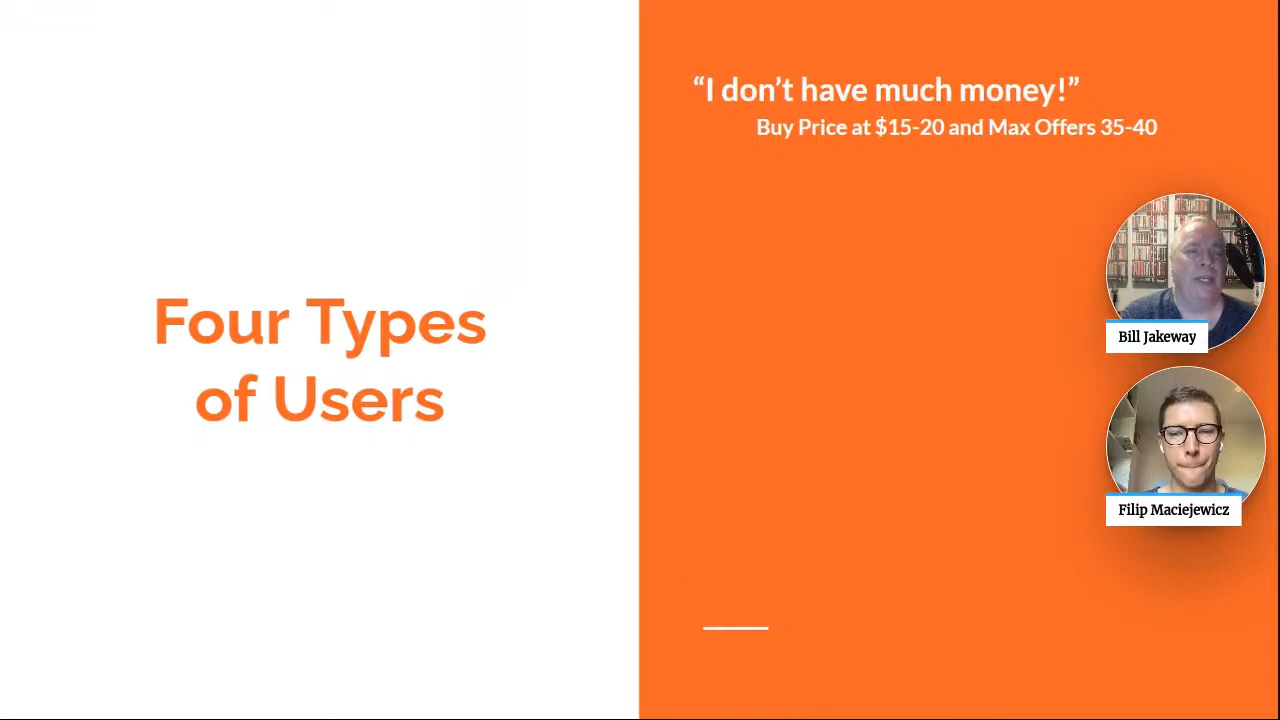 Four Types
of Users
“I don’t have much money!”
Buy Price at $15-20 and Max Offers 35-40
Bill Jakeway
Filip Maciejewicz